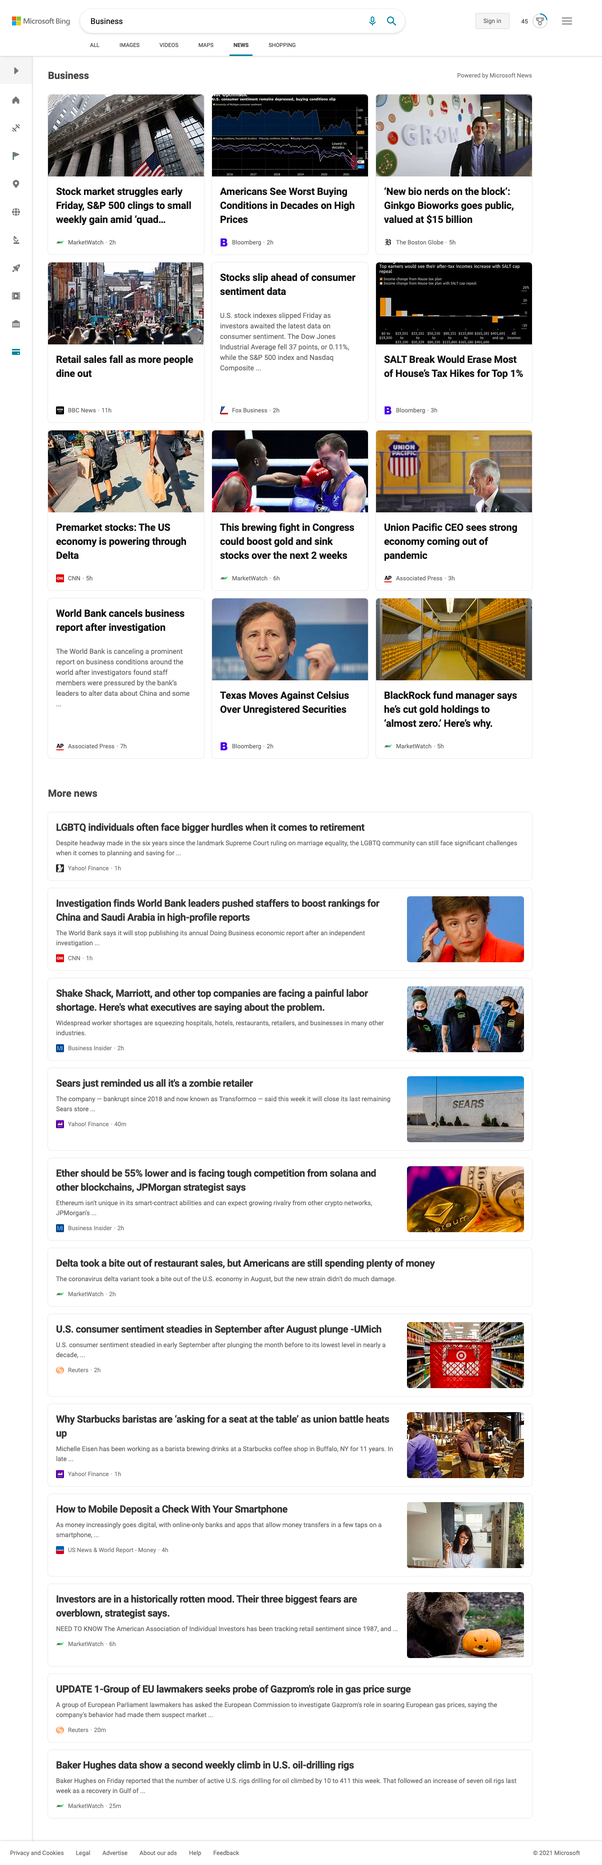 Microsoft Bing
Business
Sign in
45
ALL
IMAGES
VIDEOS
MAPS
NEWS
SHOPPING
Business
Powered by Microsoft News
Stock market struggles early
Friday, S&P 500 clings to small
weekly gain amid ‘quad...
MarketWatch · 2h
U.S. consumer sentiment remains depressed, buying conditions slip
Americans See Worst Buying
Conditions in Decades on High
Prices
Bloomberg · 2h
GROW
‘New bio nerds on the block’:
Ginkgo Bioworks goes public,
valued at $15 billion
The Boston Globe · 5h
Retail sales fall as more people
dine out
BBC News · 11h
Stocks slip ahead of consumer
sentiment data
U.S. stock indexes slipped Friday as
investors awaited the latest data on
consumer sentiment. The Dow Jones
Industrial Average fell 37 points, or 0.11%,
while the S&P 500 index and Nasdaq
Composite ...
Fox Business · 2h
Top earners would see their after-tax incomes increase with SALT cap
repeal
SALT Break Would Erase Most
of House’s Tax Hikes for Top 1%
Bloomberg · 3h
Premarket stocks: The US
economy is powering through
Delta
CNN · 5h
This brewing fight in Congress
could boost gold and sink
stocks over the next 2 weeks
MarketWatch · 6h
UNION
PACIFIC
Union Pacific CEO sees strong
economy coming out of
pandemic
AP
Associated Press · 3h
World Bank cancels business
report after investigation
The World Bank is canceling a prominent
report on business conditions around the
world after investigators found staff
members were pressured by the bank’s
leaders to alter data about China and some
...
AP
Associated Press · 7h
Texas Moves Against Celsius
Over Unregistered Securities
Bloomberg · 2h
BlackRock fund manager says
he’s cut gold holdings to
‘almost zero.’ Here’s why.
MarketWatch · 5h
More news
LGBTQ individuals often face bigger hurdles when it comes to retirement
Despite headway made in the six years since the landmark Supreme Court ruling on marriage equality, the LGBTQ community can still face significant challenges
when it comes to planning and saving for ...
Yahoo! Finance · 1h
Investigation finds World Bank leaders pushed staffers to boost rankings for
China and Saudi Arabia in high-profile reports
The World Bank says it will stop publishing its annual Doing Business economic report after an independent
investigation ...
CNN · 1h
Shake Shack, Marriott, and other top companies are facing a painful labor
shortage. Here's what executives are saying about the problem.
Widespread worker shortages are squeezing hospitals, hotels, restaurants, retailers, and businesses in many other
industries.
Business Insider · 2h
Sears just reminded us all it's a zombie retailer
The company — bankrupt since 2018 and now known as Transformco — said this week it will close its last remaining
Sears store ...
Yahoo! Finance · 40m
SEARS
Ether should be 55% lower and is facing tough competition from solana and
other blockchains, JPMorgan strategist says
Ethereum isn't unique in its smart-contract abilities and can expect growing rivalry from other crypto networks,
JPMorgan's ...
Business Insider · 2h
Delta took a bite out of restaurant sales, but Americans are still spending plenty of money
The coronavirus delta variant took a bite out of the U.S. economy in August, but the new strain didn't do much damage.
MarketWatch · 2h
U.S. consumer sentiment steadies in September after August plunge -UMich
U.S. consumer sentiment steadied in early September after plunging the month before to its lowest level in nearly a
decade, ...
Reuters · 2h
Why Starbucks baristas are ‘asking for a seat at the table’ as union battle heats
up
Michelle Eisen has been working as a barista brewing drinks at a Starbucks coffee shop in Buffalo, NY for 11 years. In
late ...
Yahoo! Finance · 1h
How to Mobile Deposit a Check With Your Smartphone
As money increasingly goes digital, with online-only banks and apps that allow money transfers in a few taps on a
smartphone, ...
US News & World Report - Money · 4h
Investors are in a historically rotten mood. Their three biggest fears are
overblown, strategist says.
NEED TO KNOW The American Association of Individual Investors has been tracking retail sentiment since 1987, and ...
MarketWatch · 6h
UPDATE 1-Group of EU lawmakers seeks probe of Gazprom's role in gas price surge
A group of European Parliament lawmakers has asked the European Commission to investigate Gazprom's role in soaring European gas prices, saying the
company's behavior had made them suspect market ...
Reuters · 20m
Baker Hughes data show a second weekly climb in U.S. oil-drilling rigs
Baker Hughes on Friday reported that the number of active U.S. rigs drilling for oil climbed by 10 to 411 this week. That followed an increase of seven oil rigs last
week as a recovery in Gulf of ...
MarketWatch · 25m
Privacy and Cookies
Legal
Advertise
About our ads
Help
Feedback
© 2021 Microsoft